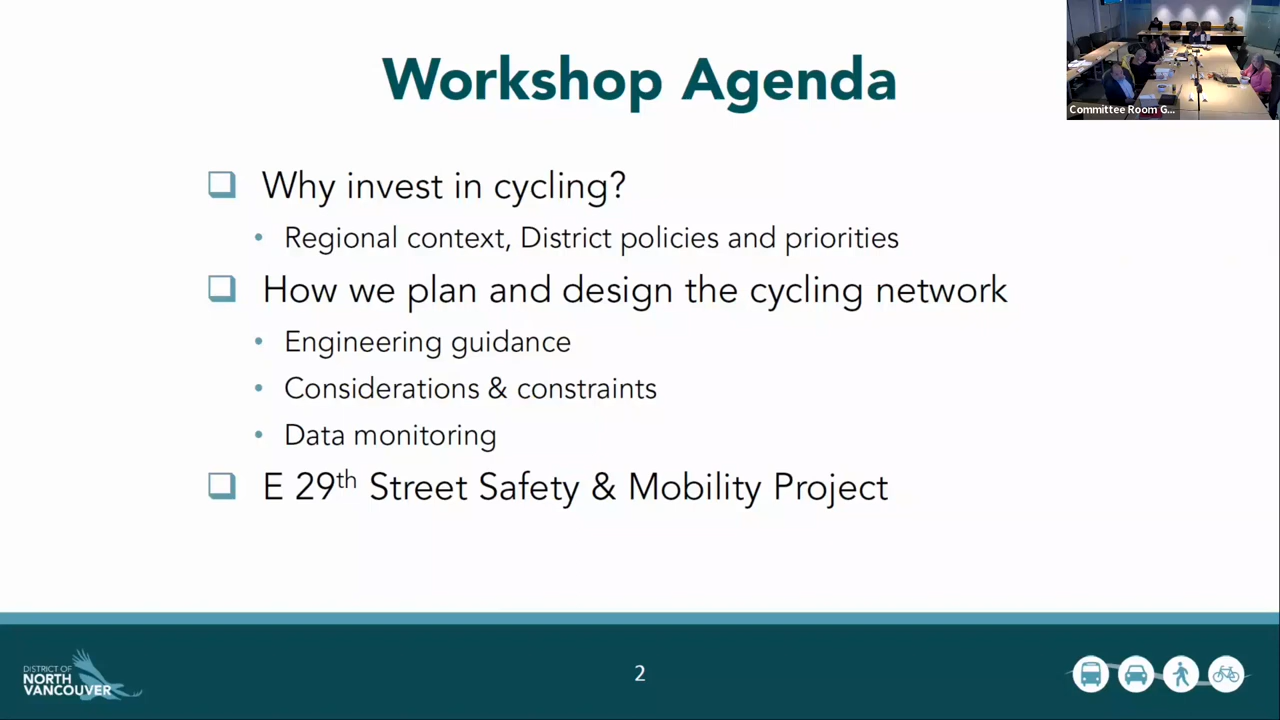 Workshop Agenda
Committee Room G...
Why invest in cycling?
Regional context, District policies and priorities
How we plan and design the cycling network
Engineering guidance
Considerations & constraints
Data monitoring
E 29th Street Safety & Mobility Project
DISTRICT OF
NORTH
VANCOUVER
2